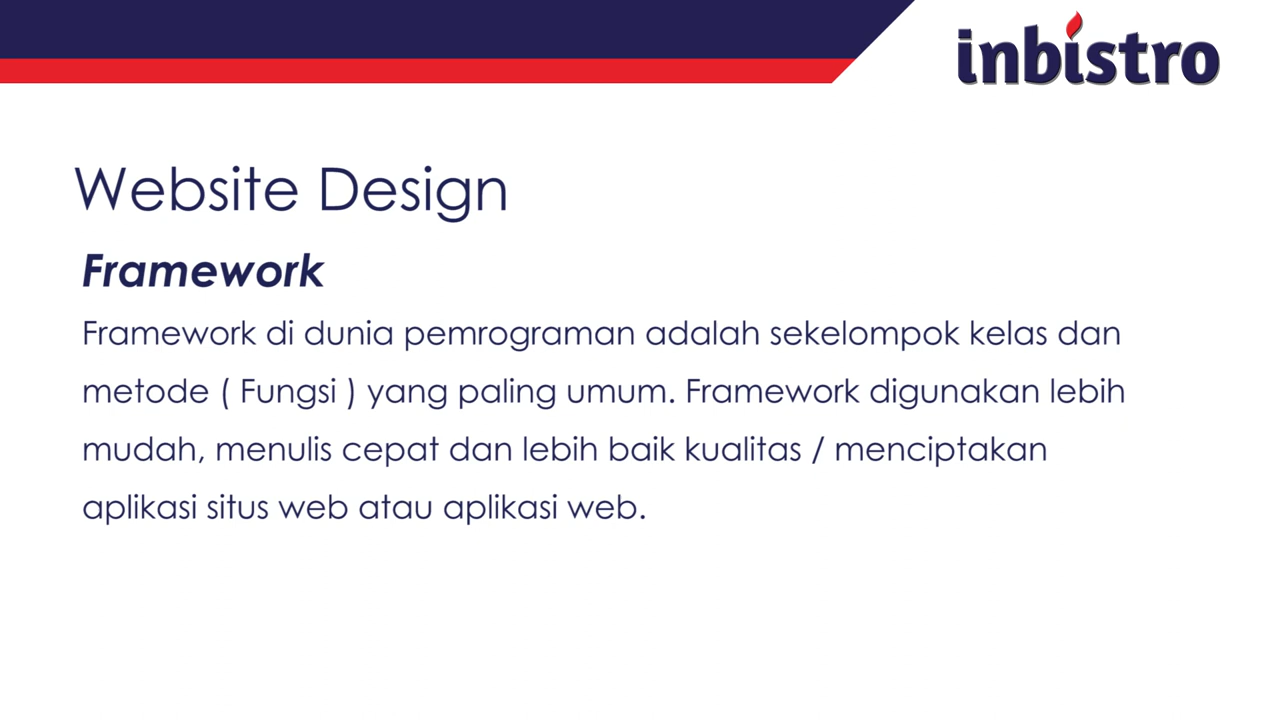 inbistro
Website Design
Framework
Framework di dunia pemrograman adalah sekelompok kelas dan
metode ( Fungsi ) yang paling umum. Framework digunakan lebih
mudah, menulis cepat dan lebih baik kualitas / menciptakan
aplikasi situs web atau aplikasi web.